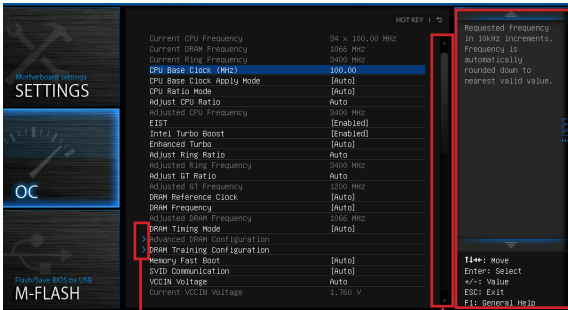 HOT KEY |
Motherboard settings
SETTINGS
OC
Flash/Save BIOS by USB
M-FLASH
Current CPU Frequency 34 x 100.00 MHz
Current DRAM Frequency 1066 MHz
Current Ring Frequency 3400 MHz
CPU Base Clock (MHz) 100.00
CPU Base Clock Apply Mode [Auto]
CPU Ratio Mode [Auto]
Adjust CPU Ratio Auto
Adjusted CPU Frequency 3400 MHz
EIST [Enabled]
Intel Turbo Boost [Enabled]
Enhanced Turbo [Auto]
Adjust Ring Ratio Auto
Adjusted Ring Frequency 3400 MHz
Adjust GT Ratio Auto
Adjusted GT Frequency 1200 MHz
DRAM Reference Clock [Auto]
DRAM Frequency [Auto]
Adjusted DRAM Frequency 1066 MHz
DRAM Timing Mode [Auto]
> Advanced DRAM Configuration
> DRAM Training Configuration
Memory Fast Boot [Auto]
SVID Communication [Auto]
VCCIN Voltage Auto
Current VCCIN Voltage 1.760 V
Requested frequency
in 10kHz increments.
Frequency is
automatically
rounded down to
nearest valid value.
↑↓↔: Move
Enter: Select
+/-: Value
ESC: Exit
F1: General Help